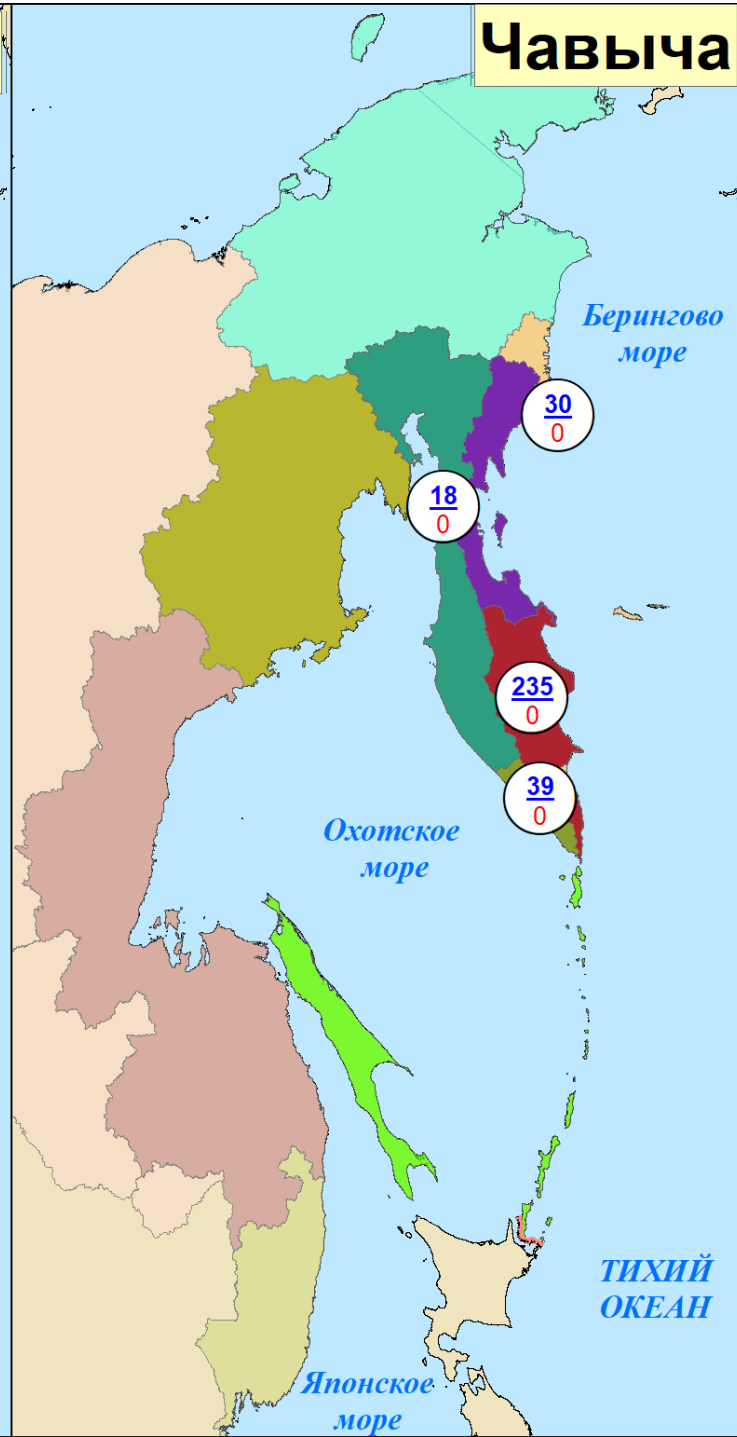 Чавыча
Берингово
море
30
0
18
0
235
0
39
0
Охотское
море
ТИХИЙ
ОКЕАН
Японское
море